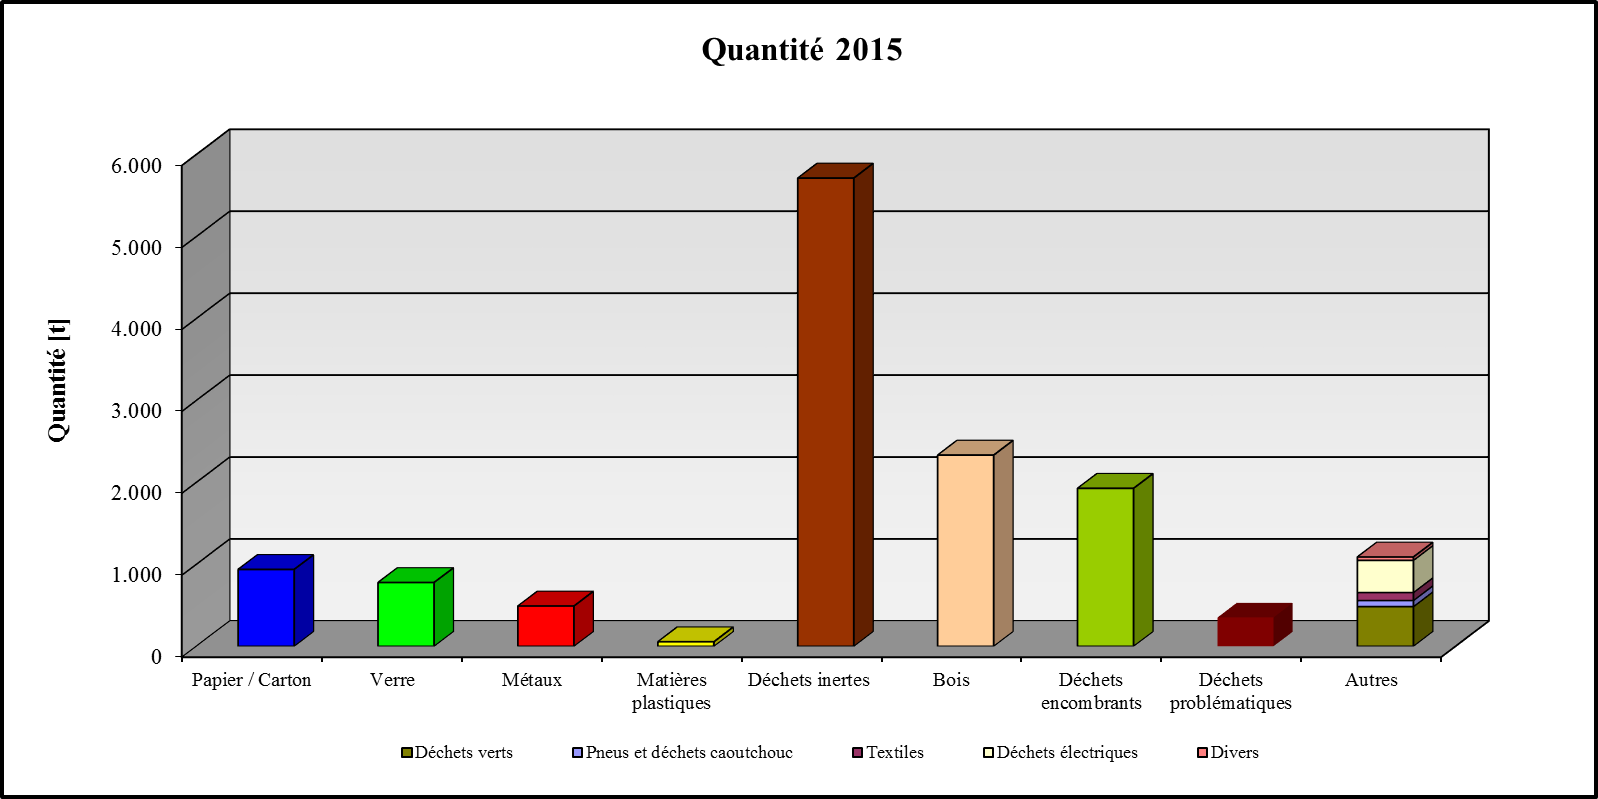 Quantité 2015
6.000
5.000
4.000
3.000
2.000
1.000
0
Quantité [t]
Papier / Carton
Verre
Métaux
Matières
plastiques
Déchets inertes
Bois
Déchets
encombrants
Déchets
problématiques
Autres
Déchets verts
Pneus et déchets caoutchouc
Textiles
Déchets électriques
Divers